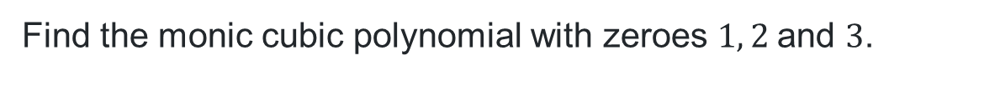 Find the monic cubic polynomial with zeroes 1, 2 and 3.